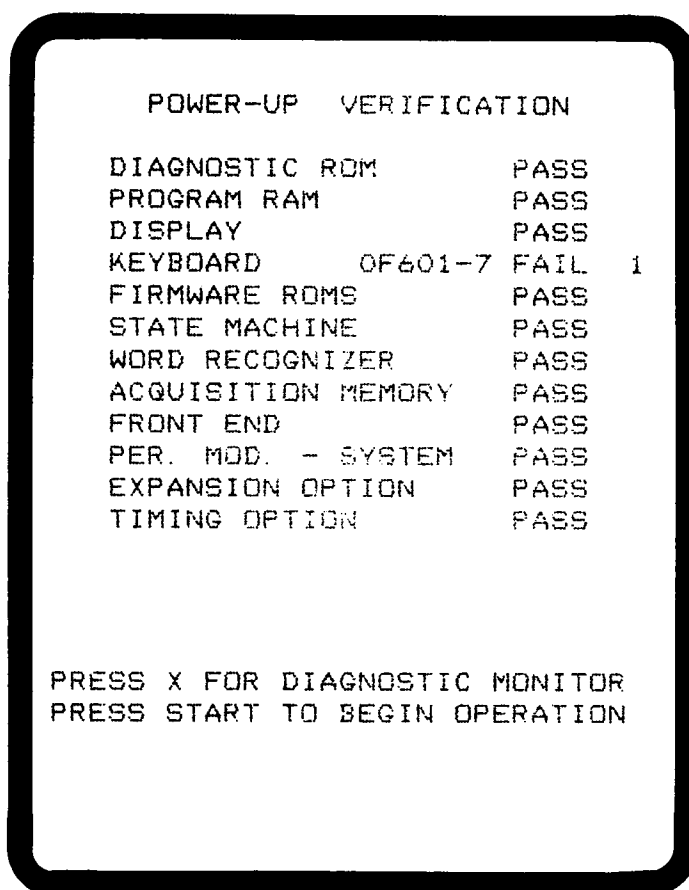 POWER-UP VERIFICATION
DIAGNOSTIC ROM PASS
PROGRAM RAM PASS
DISPLAY PASS
KEYBOARD 0F601-7 FAIL 1
FIRMWARE ROMS PASS
STATE MACHINE PASS
WORD RECOGNIZER PASS
ACQUISITION MEMORY PASS
FRONT END PASS
PER. MOD. - SYSTEM PASS
EXPANSION OPTION PASS
TIMING OPTION PASS
PRESS X FOR DIAGNOSTIC MONITOR
PRESS START TO BEGIN OPERATION